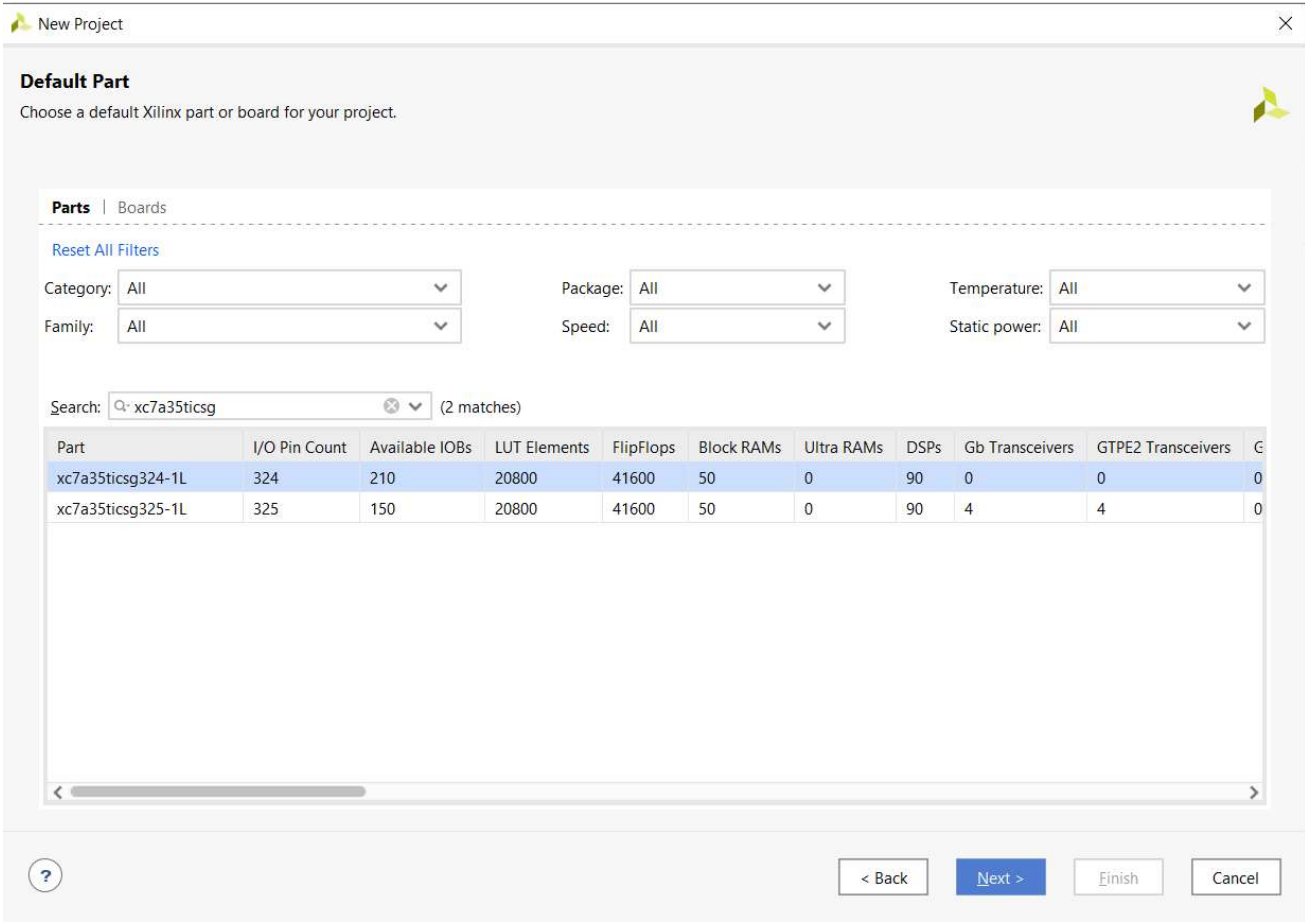 New Project
Default Part
Choose a default Xilinx part or board for your project.
Parts | Boards
Reset All Filters
Category: All Package: All Temperature: All
Family: All Speed: All Static power: All
Search: xc7a35ticsg (2 matches)
Part I/O Pin Count Available IOBs LUT Elements FlipFlops Block RAMs Ultra RAMs DSPs Gb Transceivers GTPE2 Transceivers G
xc7a35ticsg324-1L 324 210 20800 41600 50 0 90 0 0 0
xc7a35ticsg325-1L 325 150 20800 41600 50 0 90 4 4 0
? < Back Next > Finish Cancel